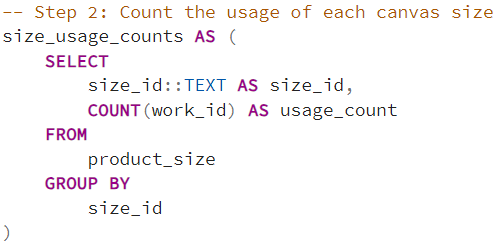 -- Step 2: Count the usage of each canvas size
size_usage_counts AS (
    SELECT
        size_id::TEXT AS size_id,
        COUNT(work_id) AS usage_count
    FROM
        product_size
    GROUP BY
        size_id
)